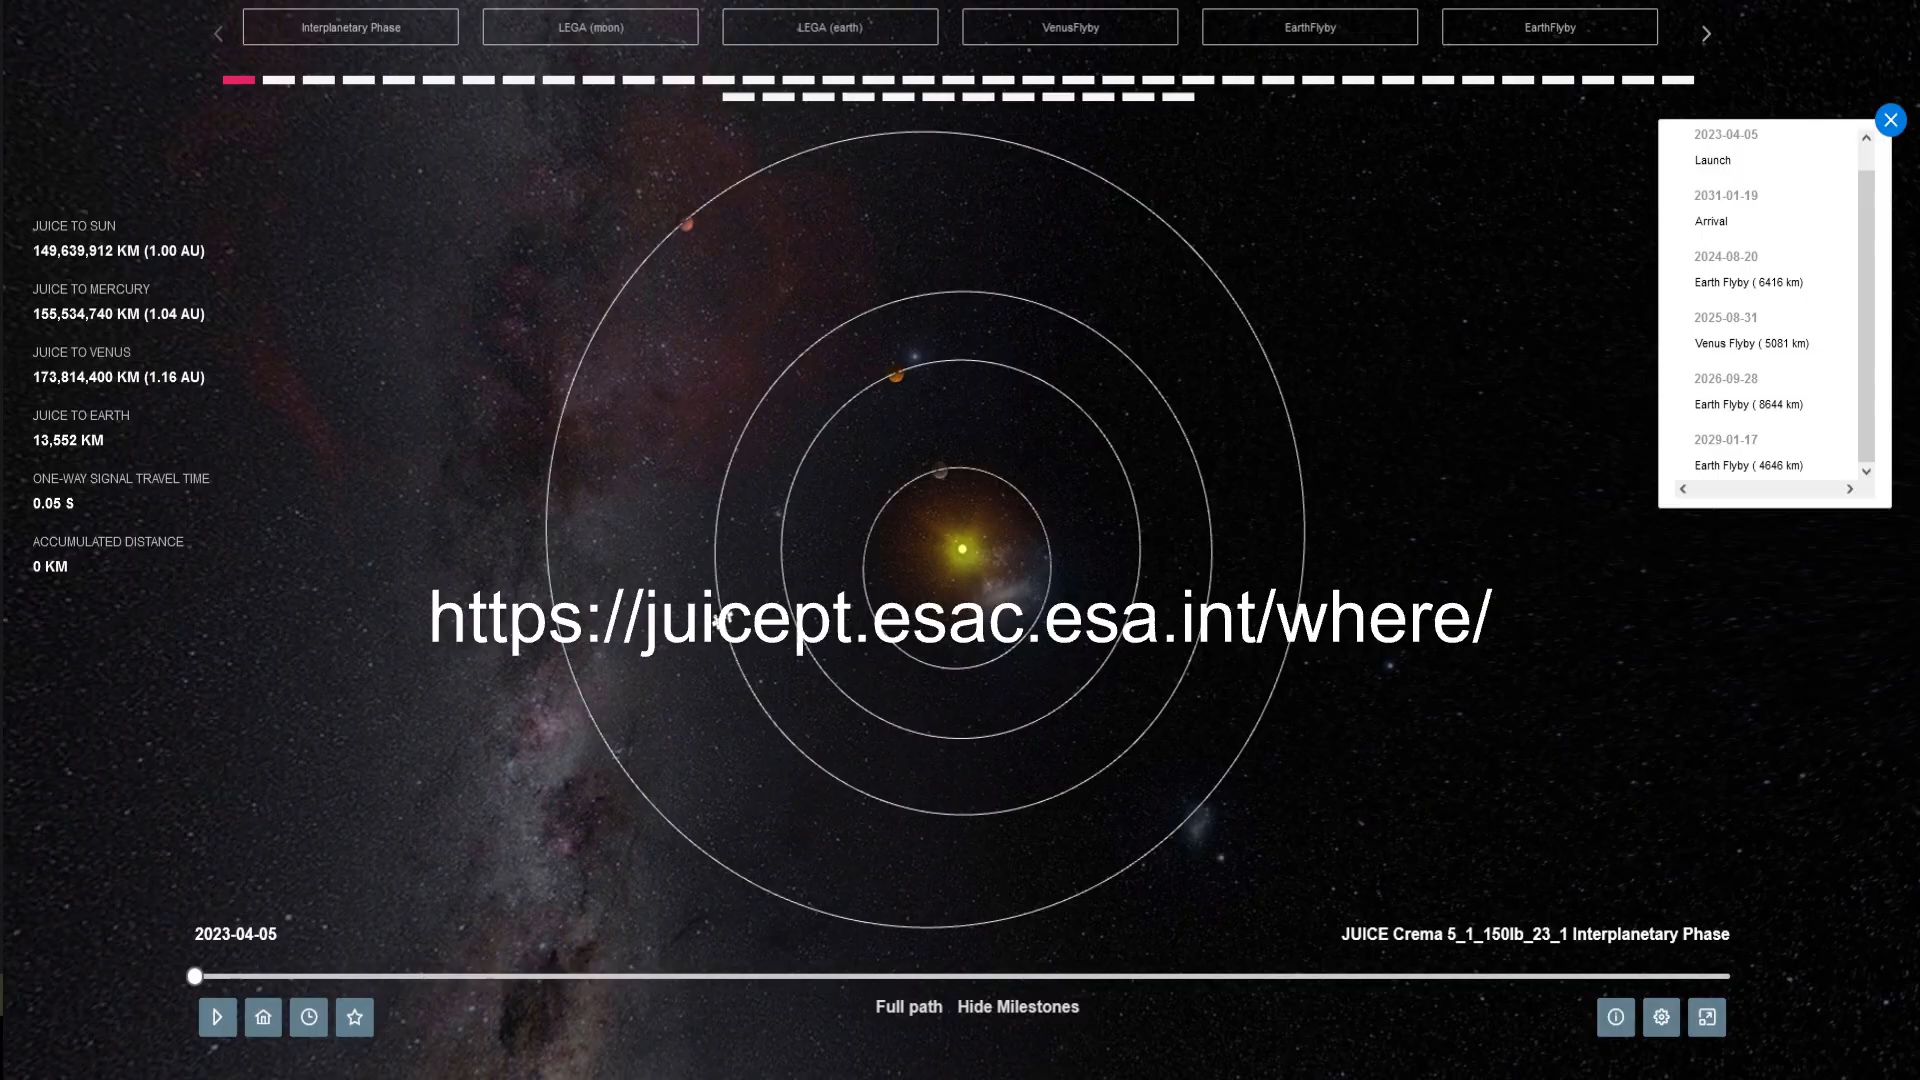 Interplanetary Phase
LEGA (moon)
LEGA (earth)
VenusFlyby
EarthFlyby
EarthFlyby
2023-04-05
Launch
2031-01-19
Arrival
2024-08-20
Earth Flyby ( 6416 km)
2025-08-31
Venus Flyby ( 5081 km)
2026-09-28
Earth Flyby ( 8644 km)
2029-01-17
Earth Flyby ( 4646 km)
JUICE TO SUN
149,639,912 KM (1.00 AU)
JUICE TO MERCURY
155,534,740 KM (1.04 AU)
JUICE TO VENUS
173,814,400 KM (1.16 AU)
JUICE TO EARTH
13,552 KM
ONE-WAY SIGNAL TRAVEL TIME
0.05 S
ACCUMULATED DISTANCE
0 KM
https://juicept.esac.esa.int/where/
2023-04-05
JUICE Crema 5_1_150lb_23_1 Interplanetary Phase
Full path Hide Milestones